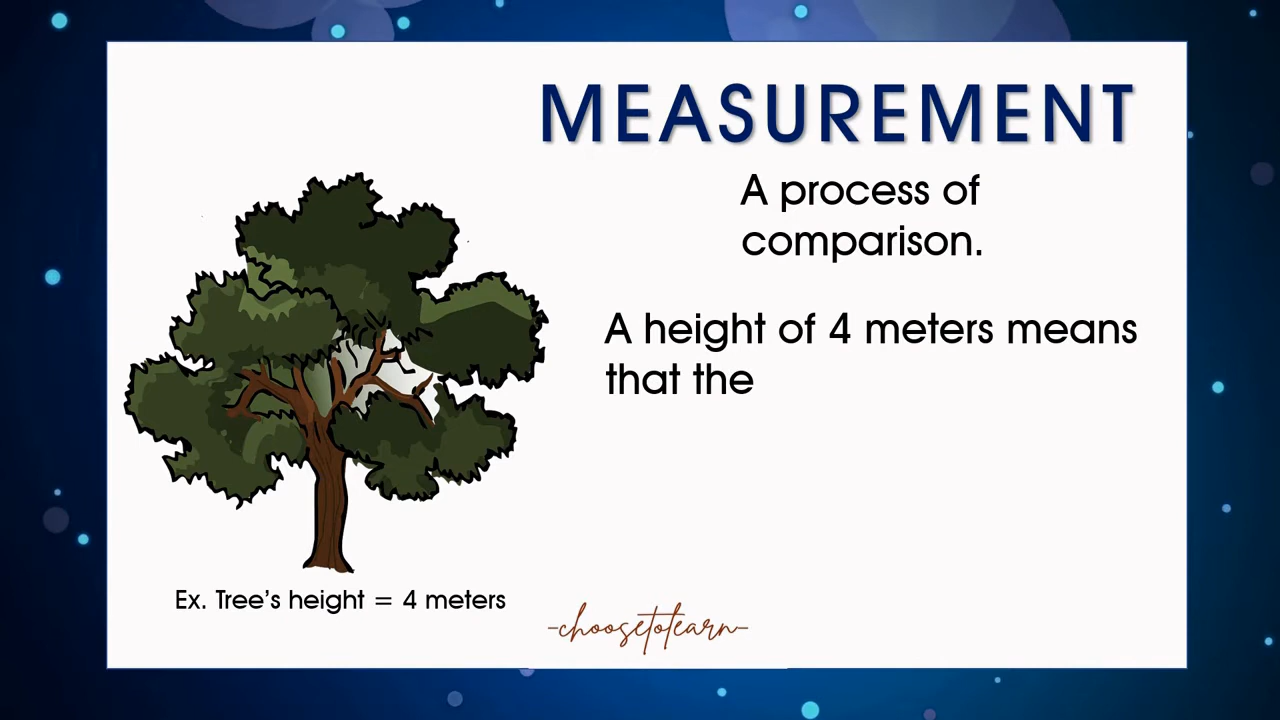 MEASUREMENT
A process of
comparison.
A height of 4 meters means
that the
Ex. Tree's height = 4 meters
-choosetolearn-